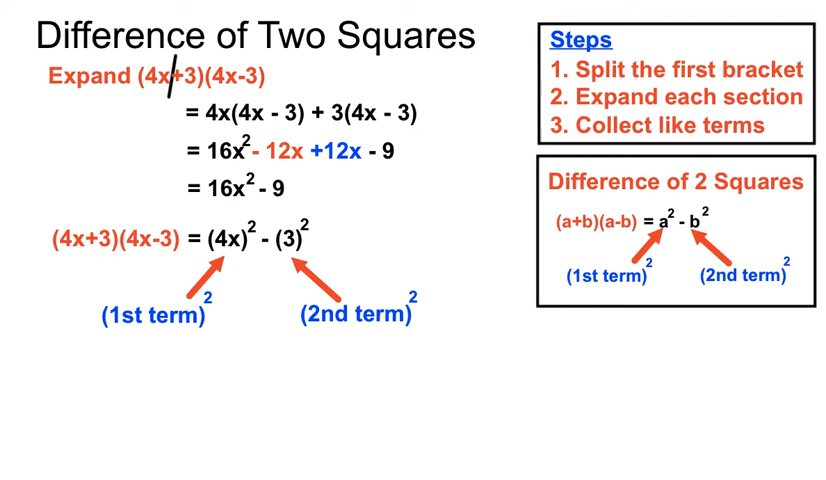 Difference of Two Squares
Expand (4x+3)(4x-3)
= 4x(4x - 3) + 3(4x - 3)
= 16x² - 12x +12x - 9
= 16x² - 9
(4x+3)(4x-3) = (4x)² - (3)²
(1st term)² (2nd term)²
Steps
1. Split the first bracket
2. Expand each section
3. Collect like terms
Difference of 2 Squares
(a+b)(a-b) = a² - b²
(1st term)² (2nd term)²